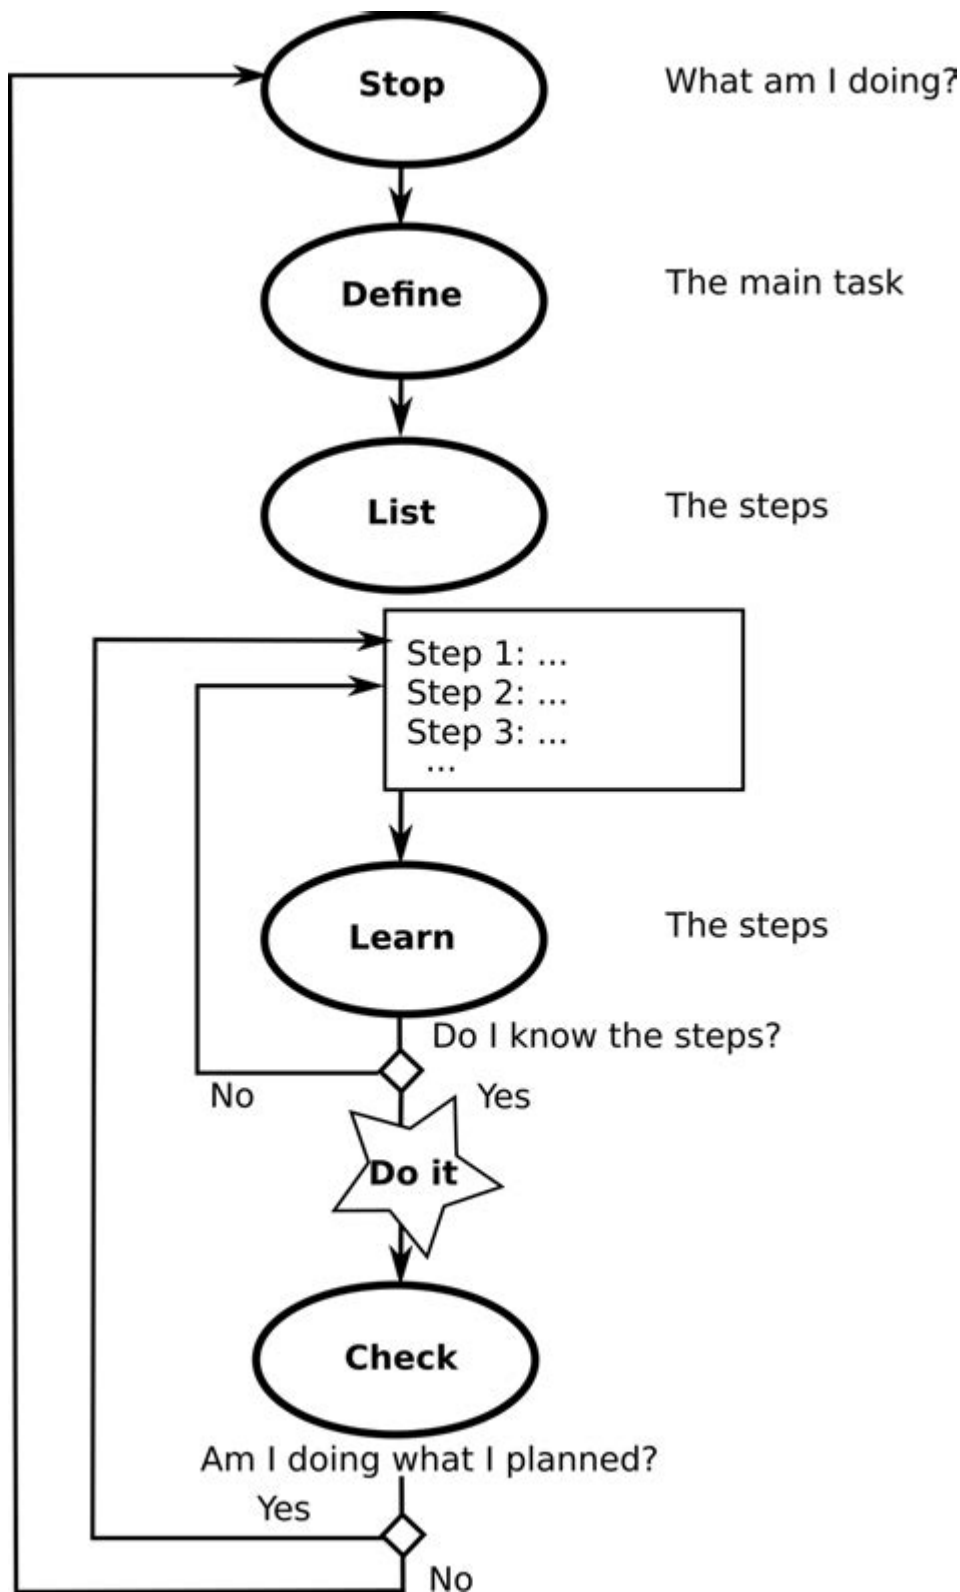 Stop
What am I doing?
Define
The main task
List
The steps
Step 1: ...
Step 2: ...
Step 3: ...
...
Learn
The steps
Do I know the steps?
No
Yes
Do it
Check
Am I doing what I planned?
Yes
No